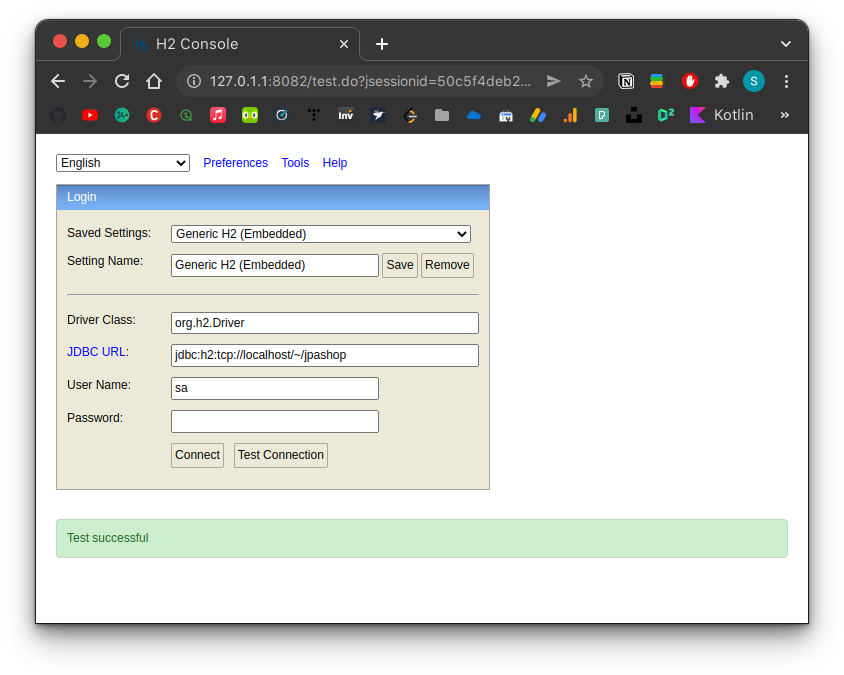 H2 Console
127.0.1.1:8082/test.do?jsessionid=50c5f4deb2...
S
Inv
Kotlin
English Preferences Tools Help
Login
Saved Settings: Generic H2 (Embedded)
Setting Name: Generic H2 (Embedded) Save Remove
Driver Class: org.h2.Driver
JDBC URL: jdbc:h2:tcp://localhost/~/jpashop
User Name: sa
Password:
Connect Test Connection
Test successful